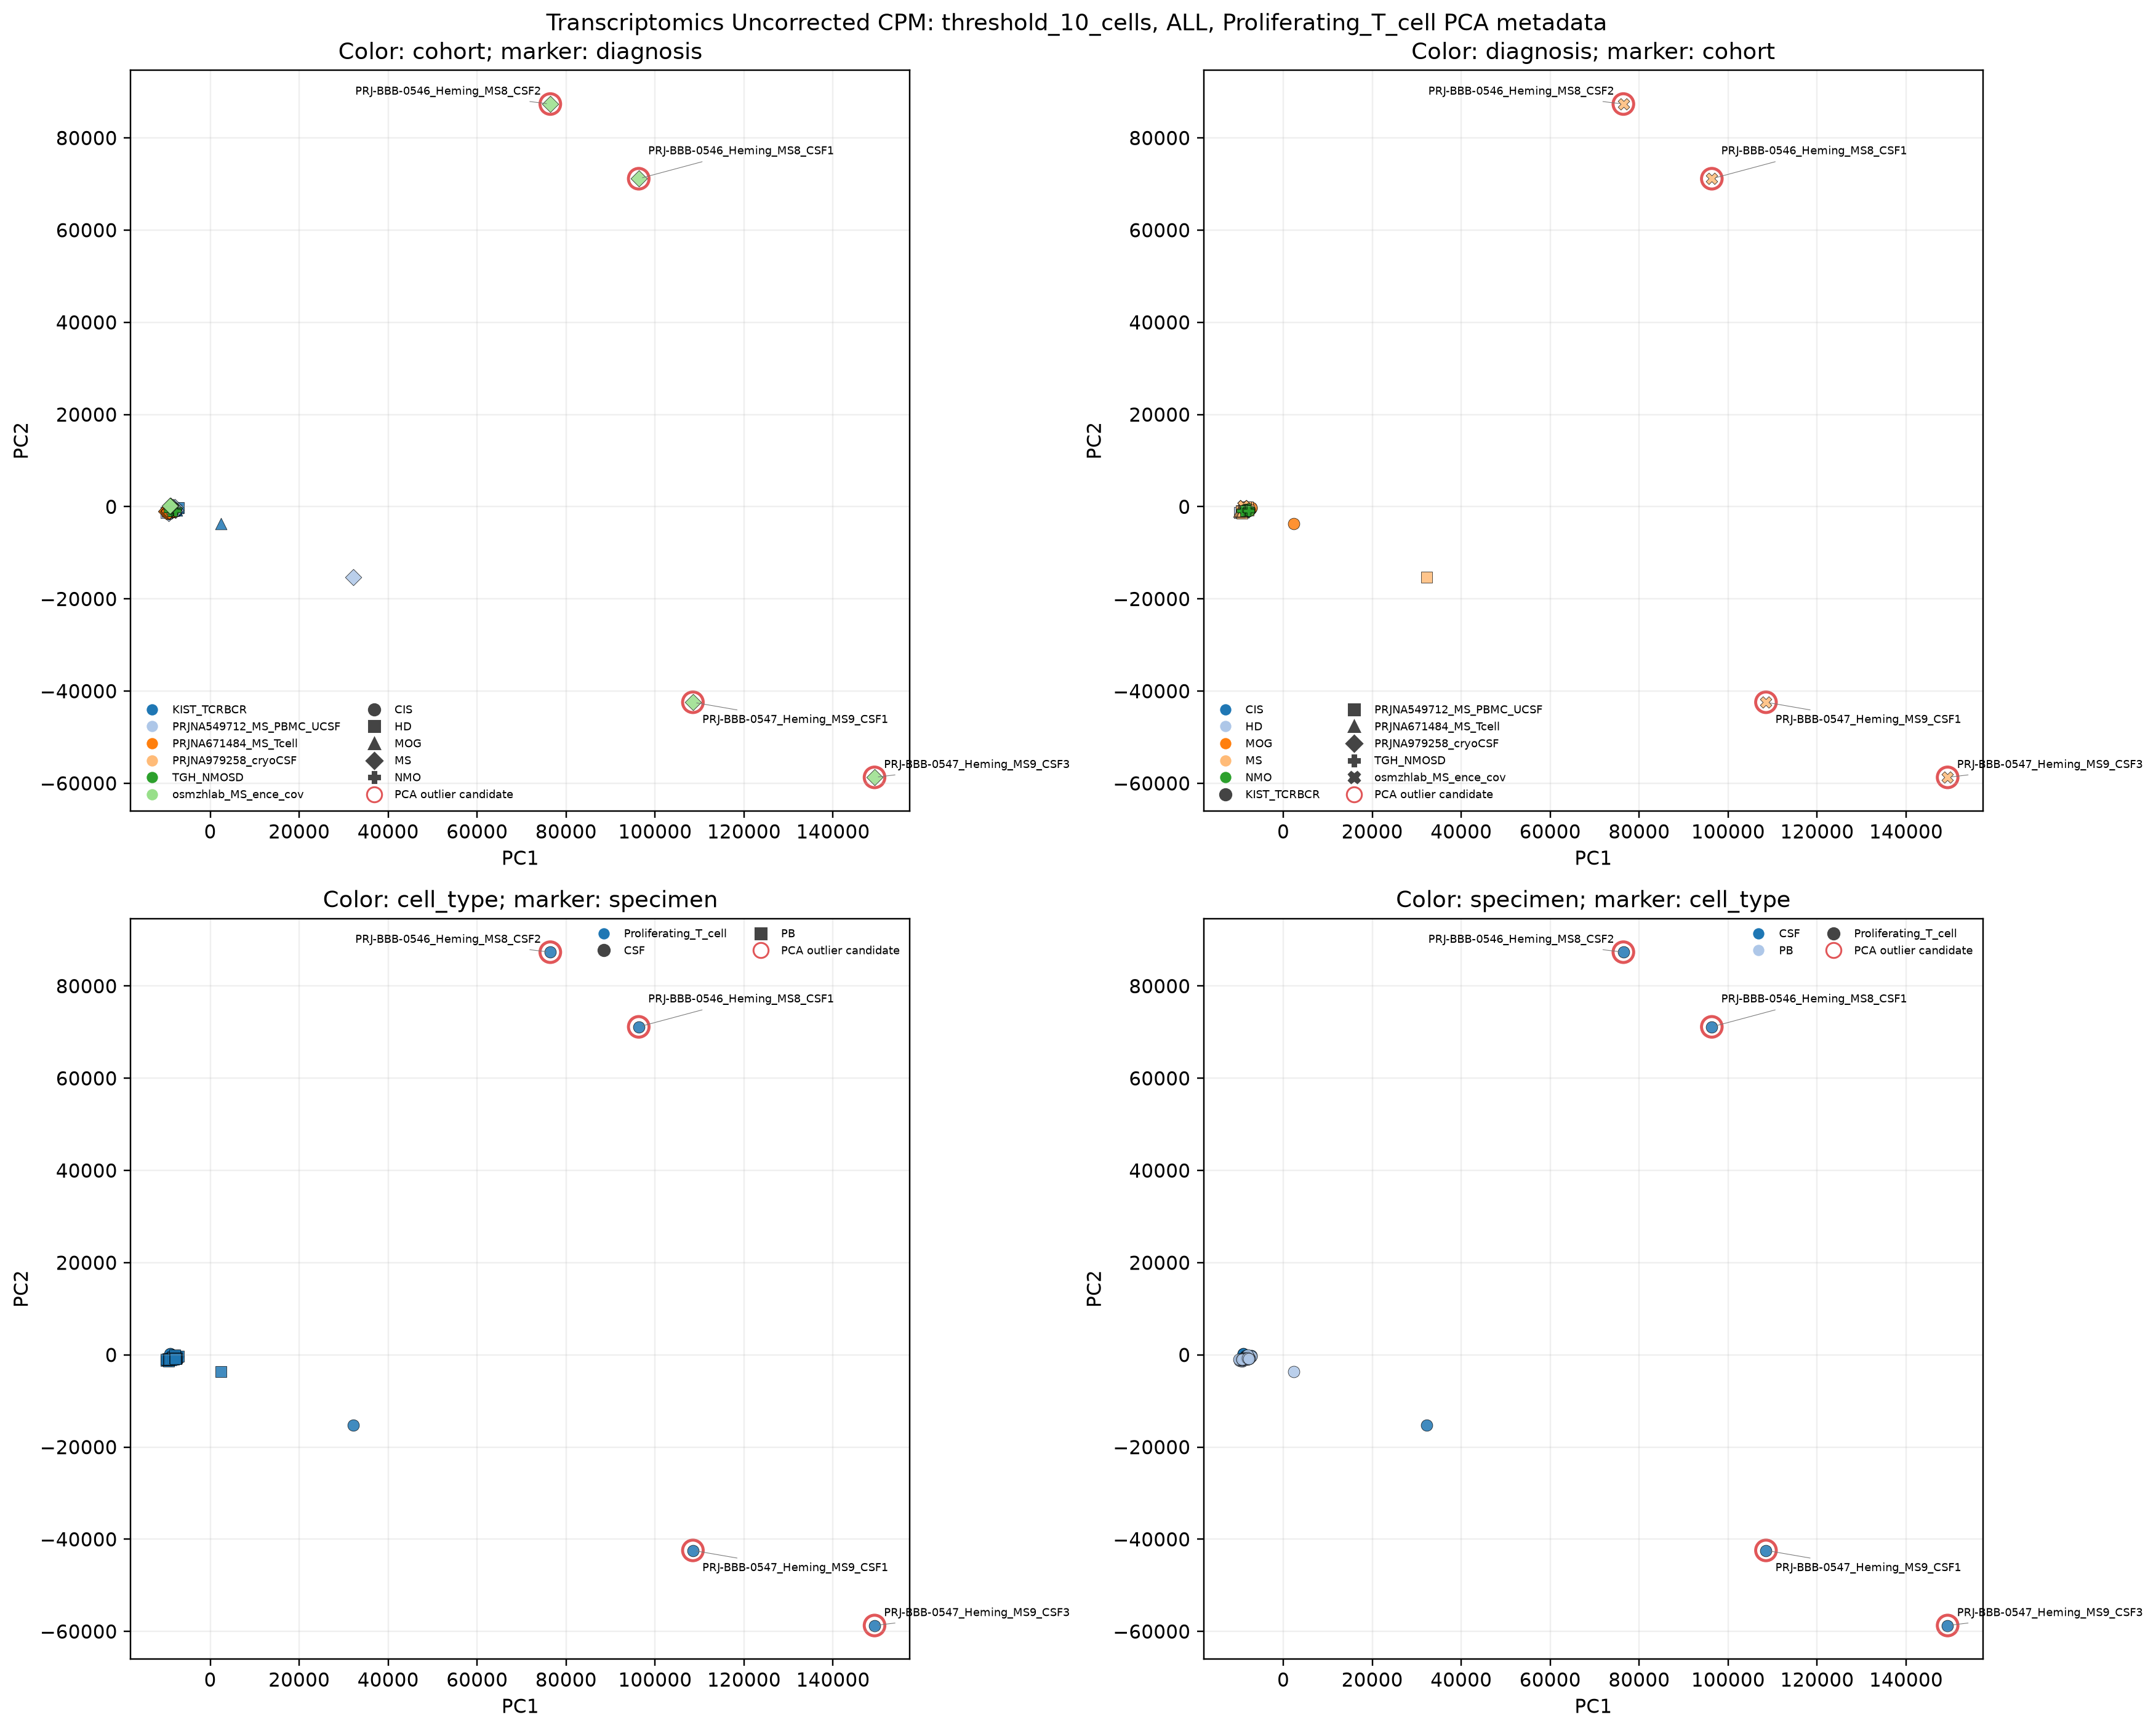 Transcriptomics Uncorrected CPM: threshold_10_cells, ALL, Proliferating_T_cell PCA metadata
Color: cohort; marker: diagnosis
PRJ-BBB-0546_Heming_MS8_CSF2
PRJ-BBB-0546_Heming_MS8_CSF1
PRJ-BBB-0547_Heming_MS9_CSF1
PRJ-BBB-0547_Heming_MS9_CSF3
80000
60000
40000
20000
0
−20000
−40000
−60000
PC2
KIST_TCRBCR
PRJNA549712_MS_PBMC_UCSF
PRJNA671484_MS_Tcell
PRJNA979258_cryoCSF
TGH_NMOSD
osmzhlab_MS_ence_cov
CIS
HD
MOG
MS
NMO
PCA outlier candidate
0 20000 40000 60000 80000 100000 120000 140000
PC1
Color: diagnosis; marker: cohort
PRJ-BBB-0546_Heming_MS8_CSF2
PRJ-BBB-0546_Heming_MS8_CSF1
PRJ-BBB-0547_Heming_MS9_CSF1
PRJ-BBB-0547_Heming_MS9_CSF3
80000
60000
40000
20000
0
−20000
−40000
−60000
PC2
CIS
HD
MOG
MS
NMO
KIST_TCRBCR
PRJNA549712_MS_PBMC_UCSF
PRJNA671484_MS_Tcell
PRJNA979258_cryoCSF
TGH_NMOSD
osmzhlab_MS_ence_cov
PCA outlier candidate
0 20000 40000 60000 80000 100000 120000 140000
PC1
Color: cell_type; marker: specimen
PRJ-BBB-0546_Heming_MS8_CSF2
Proliferating_T_cell
CSF
PB
PCA outlier candidate
PRJ-BBB-0546_Heming_MS8_CSF1
PRJ-BBB-0547_Heming_MS9_CSF1
PRJ-BBB-0547_Heming_MS9_CSF3
80000
60000
40000
20000
0
−20000
−40000
−60000
PC2
0 20000 40000 60000 80000 100000 120000 140000
PC1
Color: specimen; marker: cell_type
PRJ-BBB-0546_Heming_MS8_CSF2
CSF
PB
Proliferating_T_cell
PCA outlier candidate
PRJ-BBB-0546_Heming_MS8_CSF1
PRJ-BBB-0547_Heming_MS9_CSF1
PRJ-BBB-0547_Heming_MS9_CSF3
80000
60000
40000
20000
0
−20000
−40000
−60000
PC2
0 20000 40000 60000 80000 100000 120000 140000
PC1